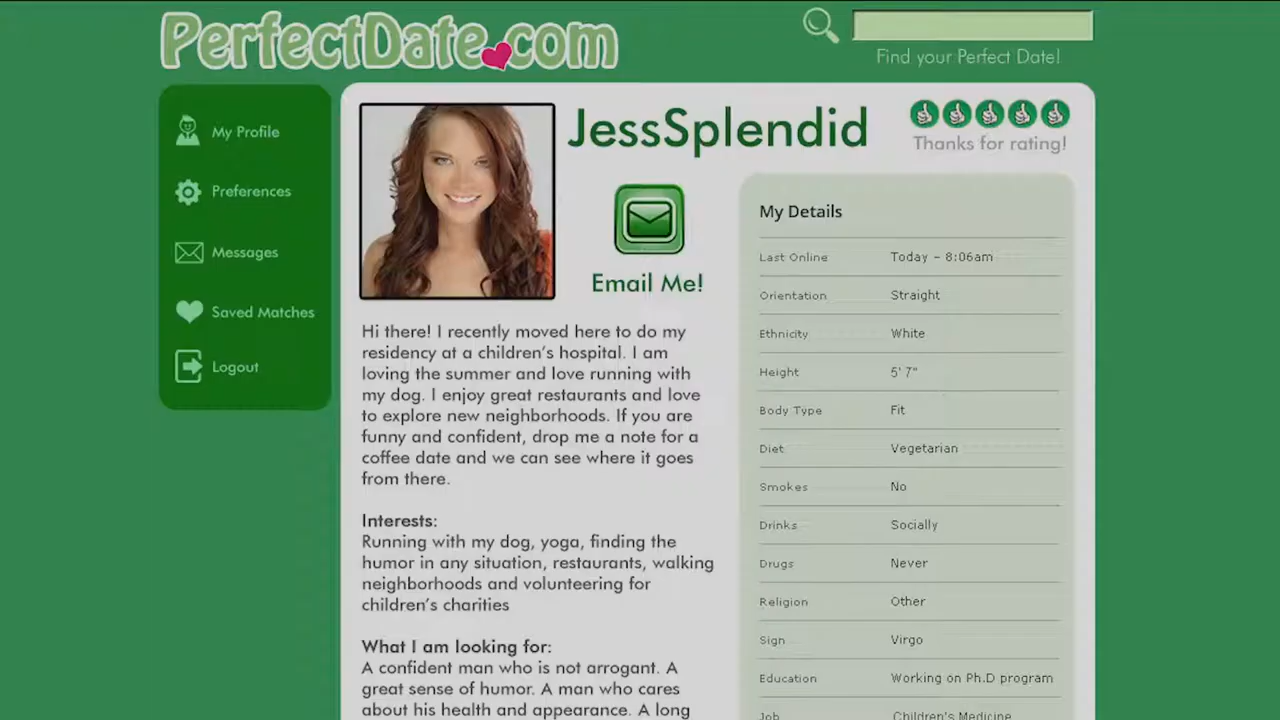 PerfectDate.com
Find your Perfect Date!
My Profile
Preferences
Messages
Saved Matches
Logout
JessSplendid
Thanks for rating!
Email Me!
Hi there! I recently moved here to do my
residency at a children's hospital. I am
loving the summer and love running with
my dog. I enjoy great restaurants and love
to explore new neighborhoods. If you are
funny and confident, drop me a note for a
coffee date and we can see where it goes
from there.
Interests:
Running with my dog, yoga, finding the
humor in any situation, restaurants, walking
neighborhoods and volunteering for
children's charities
What I am looking for:
A confident man who is not arrogant. A
great sense of humor. A man who cares
about his health and appearance. A long
My Details
Last Online Today - 8:06am
Orientation Straight
Ethnicity White
Height 5' 7"
Body Type Fit
Diet Vegetarian
Smokes No
Drinks Socially
Drugs Never
Religion Other
Sign Virgo
Education Working on Ph.D program
Job Children's Medicine